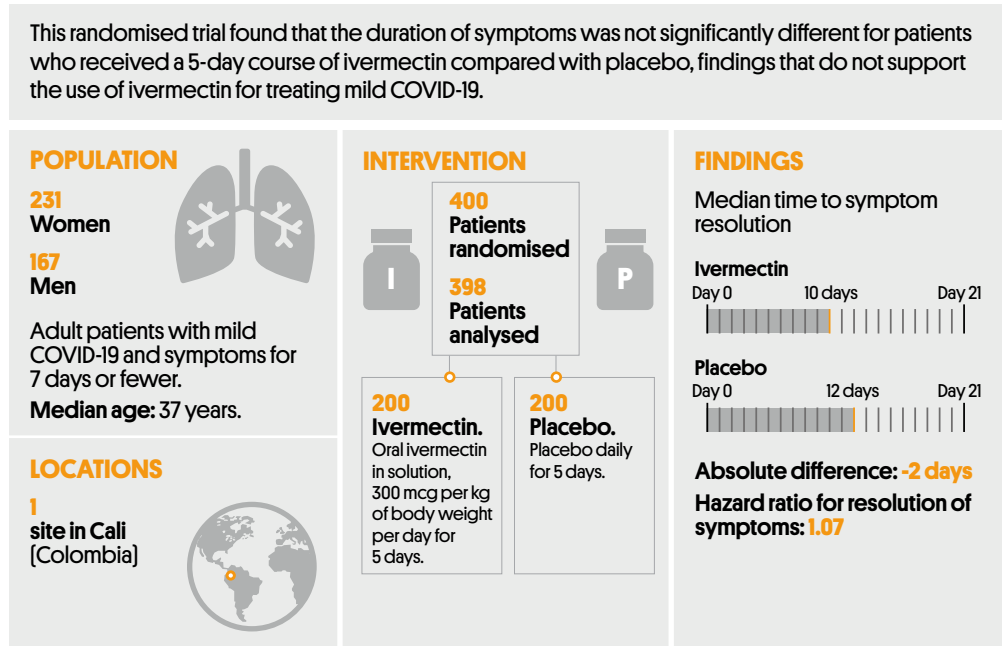 This randomised trial found that the duration of symptoms was not significantly different for patients
who received a 5-day course of ivermectin compared with placebo, findings that do not support
the use of ivermectin for treating mild COVID-19.
POPULATION
231
Women
167
Men
Adult patients with mild
COVID-19 and symptoms for
7 days or fewer.
Median age: 37 years.
LOCATIONS
1
site in Cali
(Colombia)
INTERVENTION
400
Patients
randomised
398
Patients
analysed
I
P
200
Ivermectin.
Oral ivermectin
in solution,
300 mcg per kg
of body weight
per day for
5 days.
200
Placebo.
Placebo daily
for 5 days.
FINDINGS
Median time to symptom
resolution
Ivermectin
Day 0 10 days Day 21
Placebo
Day 0 12 days Day 21
Absolute difference: -2 days
Hazard ratio for resolution of
symptoms: 1.07